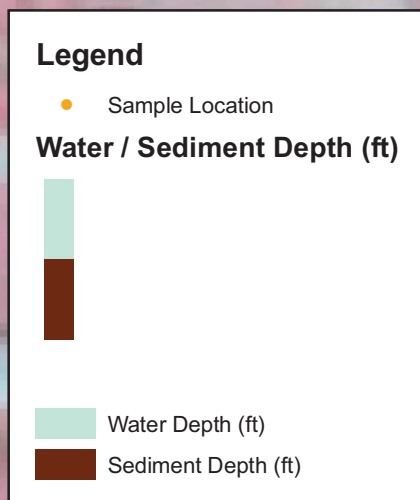 Legend
Sample Location
Water / Sediment Depth (ft)
Water Depth (ft)
Sediment Depth (ft)